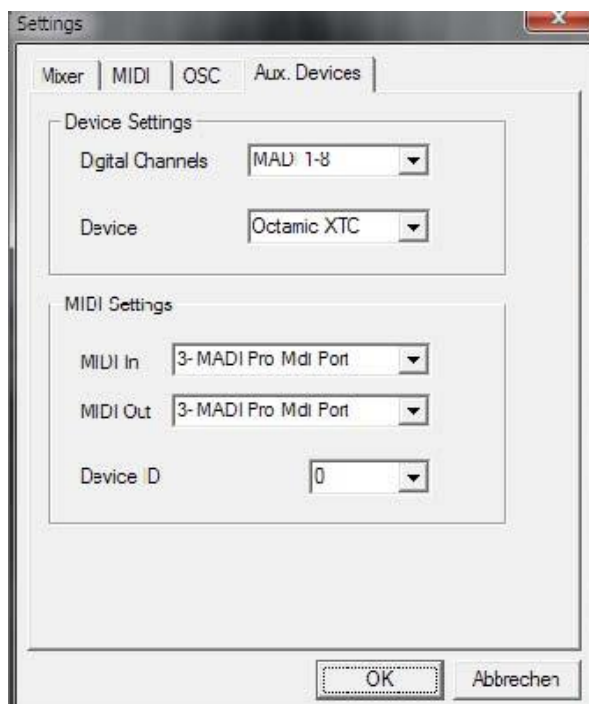 Settings
Mixer MIDI OSC Aux. Devices
Device Settings
Digital Channels MADI 1-8
Device Octamic XTC
MIDI Settings
MIDI In 3- MADI Pro Midi Port
MIDI Out 3- MADI Pro Midi Port
Device ID 0
OK Abbrechen